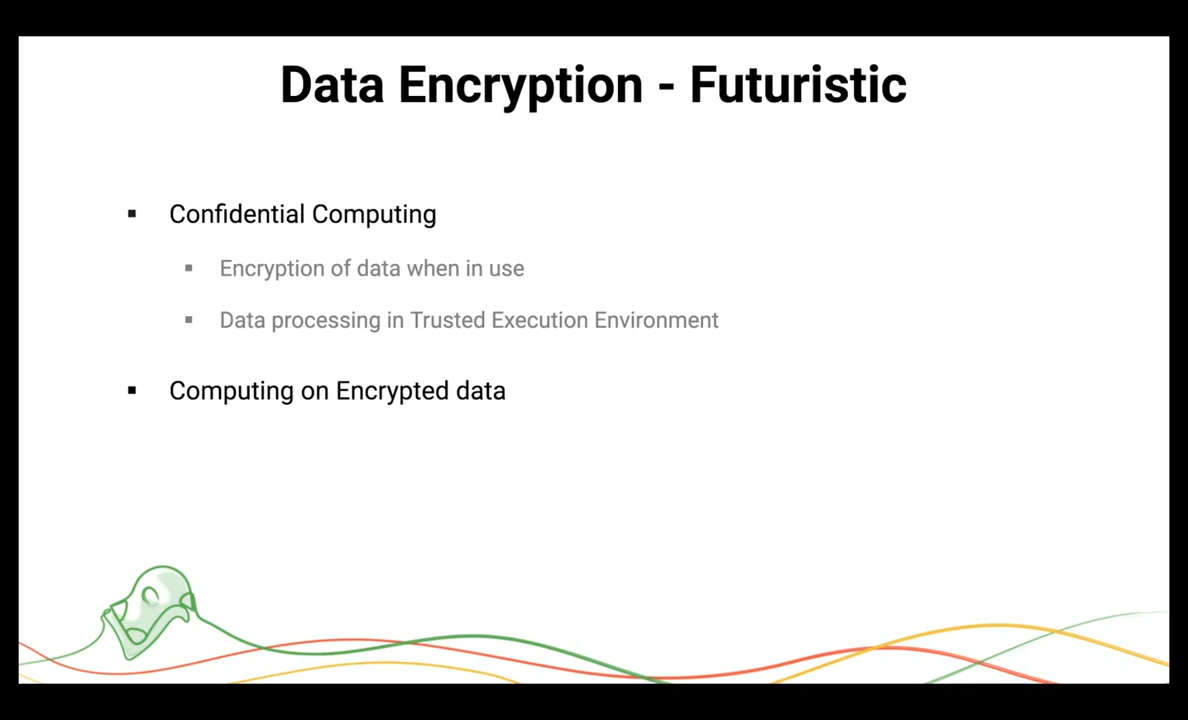 Data Encryption - Futuristic
▪ Confidential Computing
▪ Encryption of data when in use
▪ Data processing in Trusted Execution Environment
▪ Computing on Encrypted data